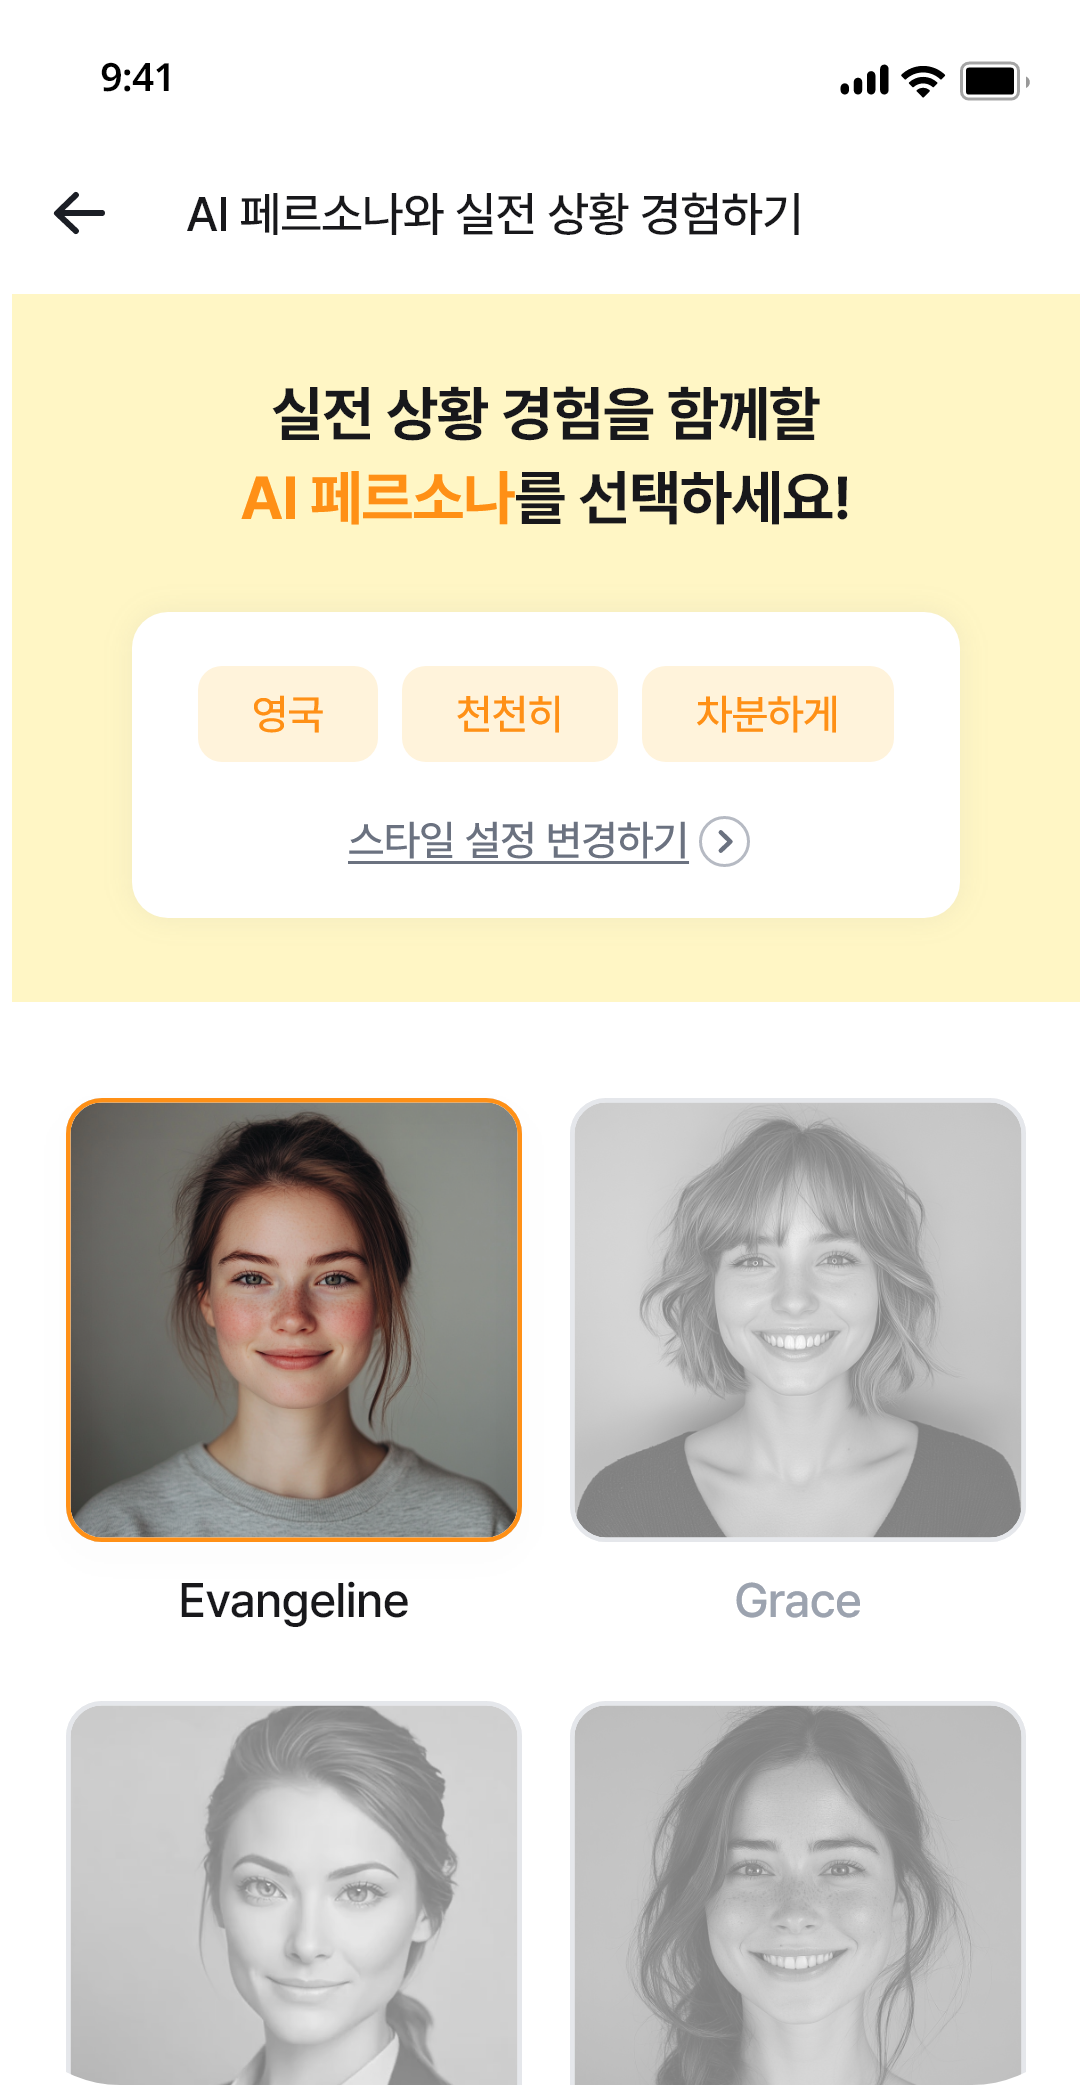 9:41
AI 페르소나와 실전 상황 경험하기
실전 상황 경험을 함께할
AI 페르소나를 선택하세요!
영국 천천히 차분하게
스타일 설정 변경하기
Evangeline Grace